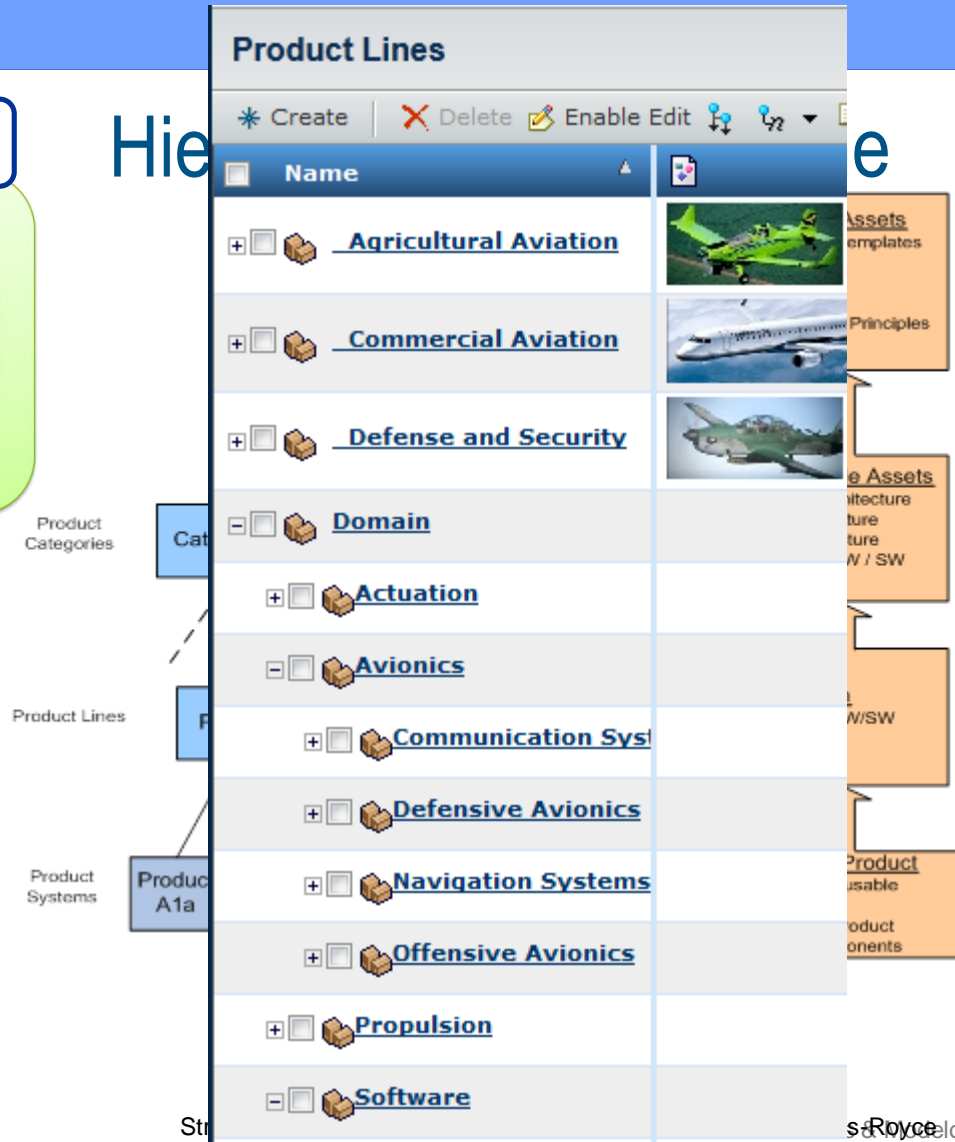 Product Lines
Create Delete Enable Edit
Name
Agricultural Aviation
Commercial Aviation
Defense and Security
Domain
Actuation
Avionics
Communication Syst
Defensive Avionics
Navigation Systems
Offensive Avionics
Propulsion
Software
Hie
e
Product
Categories
Cat
Product Lines
Product
Systems
Produc
A1a
Assets
emplates
Principles
e Assets
itecture
ture
ture
W / SW
W/SW
Product
usable
oduct
onents
Str
s-Royce